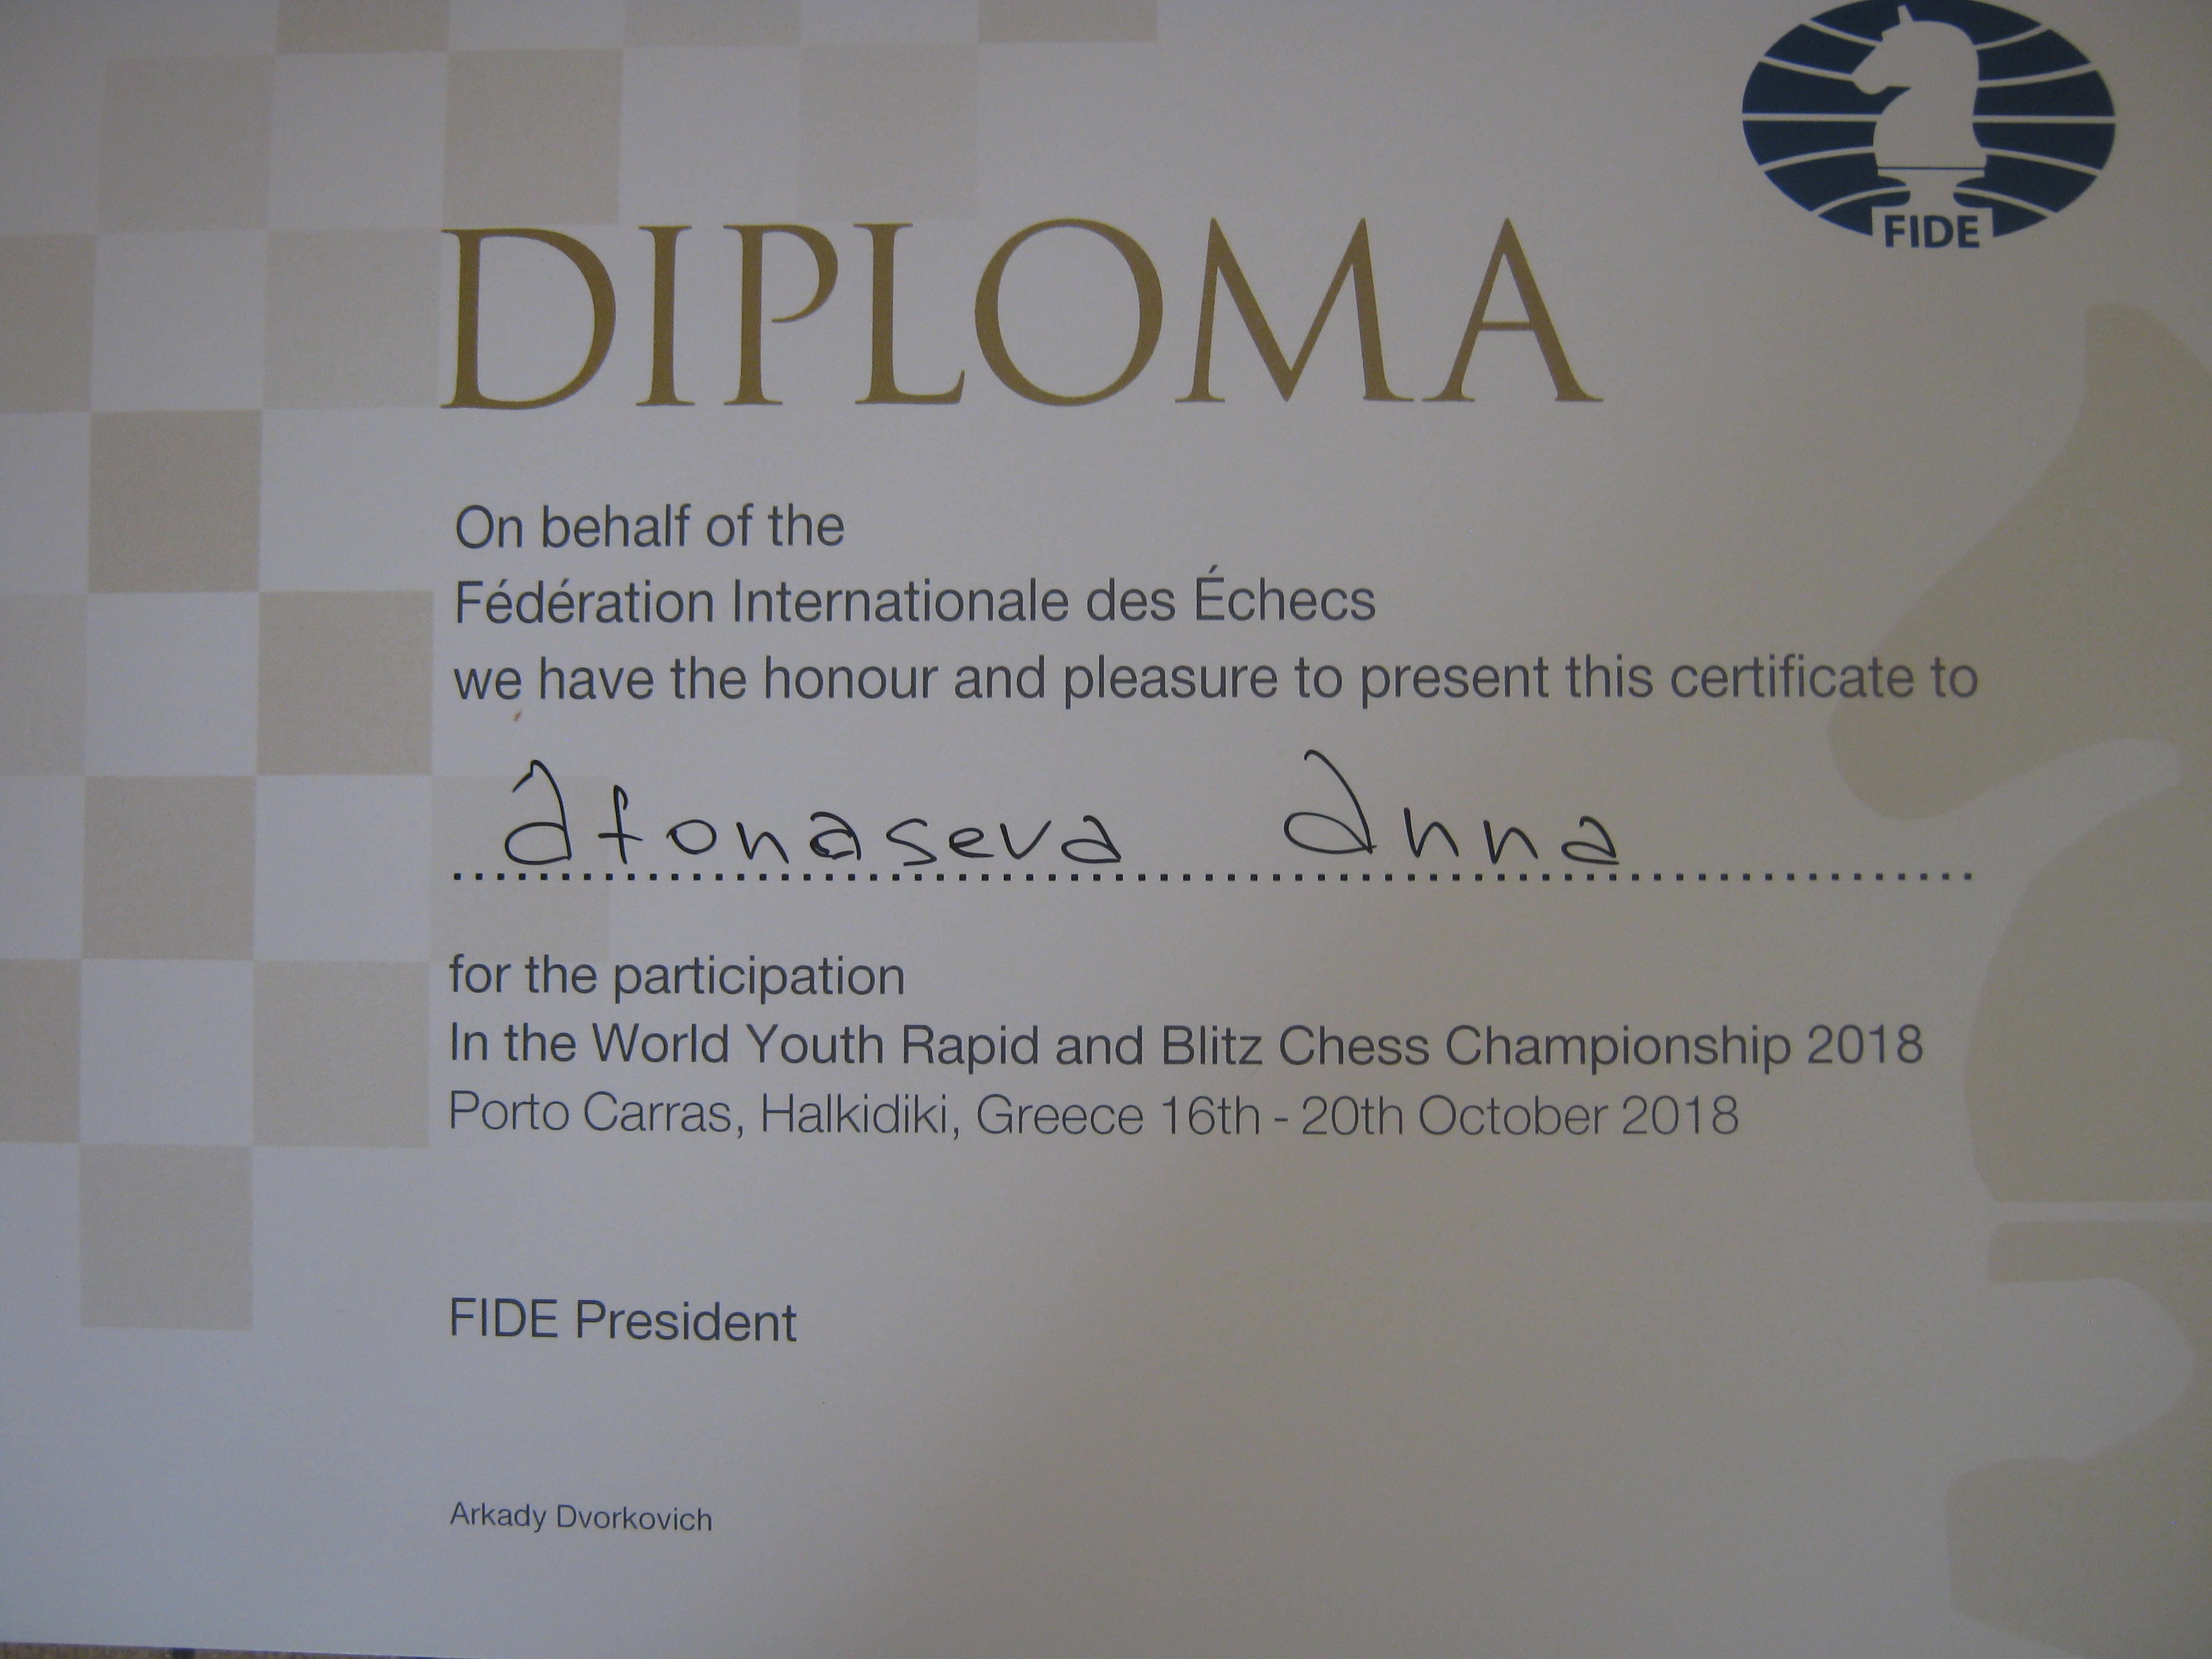 FIDE
DIPLOMA
On behalf of the
Fédération Internationale des Échecs
we have the honour and pleasure to present this certificate to
Afonaseva Anna
for the participation
In the World Youth Rapid and Blitz Chess Championship 2018
Porto Carras, Halkidiki, Greece 16th - 20th October 2018
FIDE President
Arkady Dvorkovich